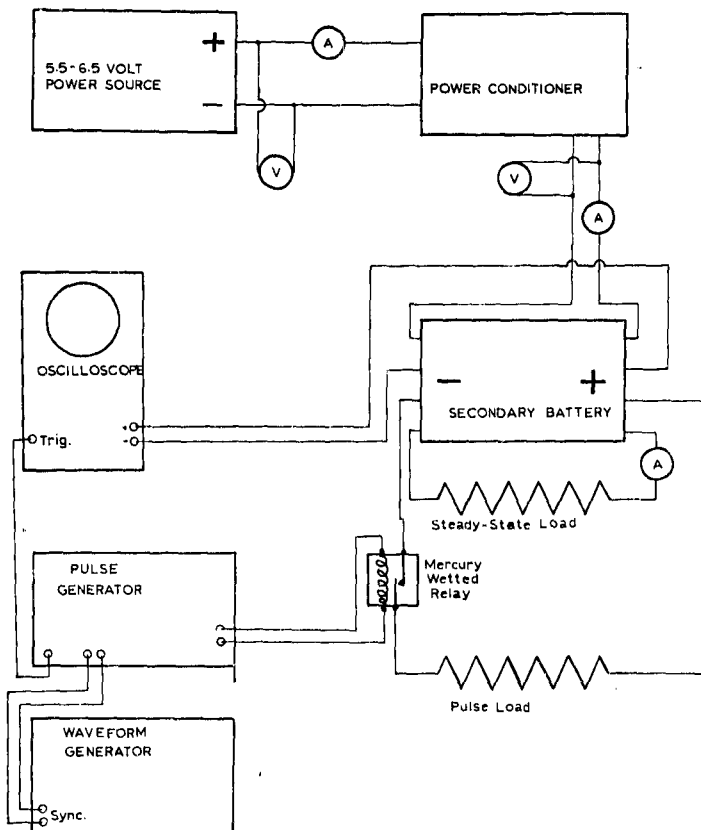 5.5-6.5 VOLT
POWER SOURCE
+
−
A
POWER CONDITIONER
V
V
A
OSCILLOSCOPE
+
-
Trig.
−
+
SECONDARY BATTERY
A
Steady-State Load
PULSE
GENERATOR
Mercury
Wetted
Relay
Pulse Load
WAVEFORM
GENERATOR
Sync.